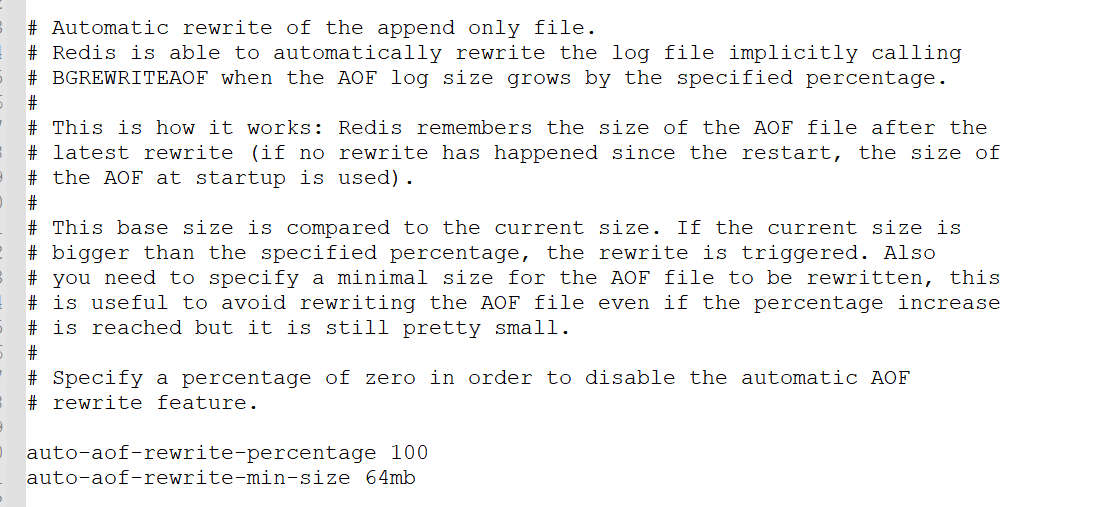 # Automatic rewrite of the append only file.
# Redis is able to automatically rewrite the log file implicitly calling
# BGREWRITEAOF when the AOF log size grows by the specified percentage.
#
# This is how it works: Redis remembers the size of the AOF file after the
# latest rewrite (if no rewrite has happened since the restart, the size of
# the AOF at startup is used).
#
# This base size is compared to the current size. If the current size is
# bigger than the specified percentage, the rewrite is triggered. Also
# you need to specify a minimal size for the AOF file to be rewritten, this
# is useful to avoid rewriting the AOF file even if the percentage increase
# is reached but it is still pretty small.
#
# Specify a percentage of zero in order to disable the automatic AOF
# rewrite feature.
auto-aof-rewrite-percentage 100
auto-aof-rewrite-min-size 64mb